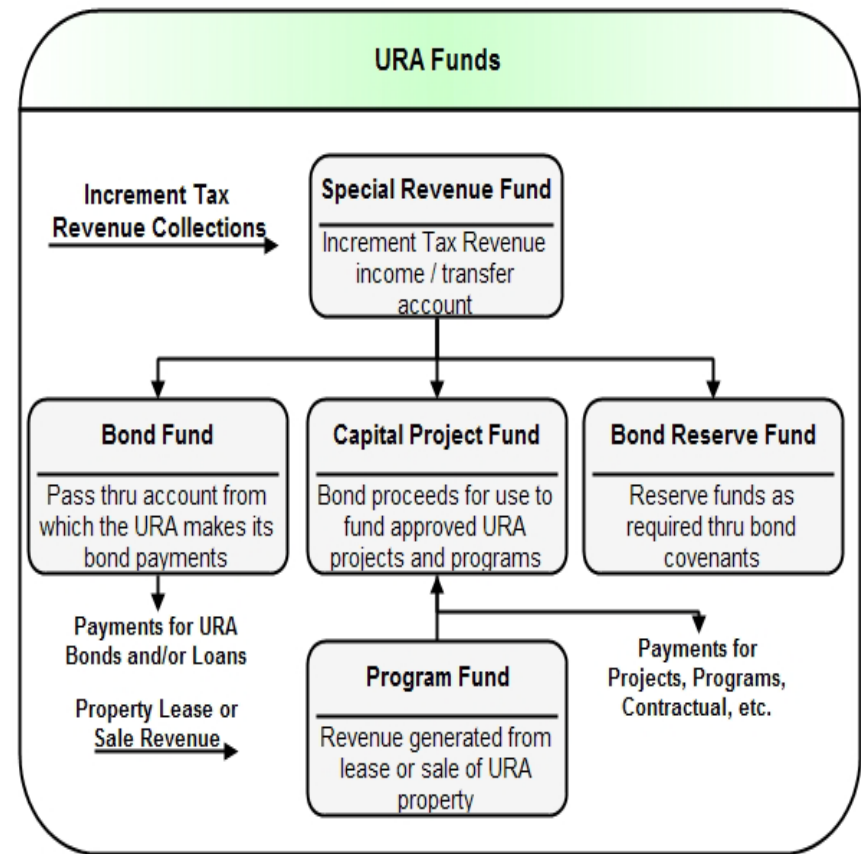 URA Funds
Increment Tax
Revenue Collections
Special Revenue Fund
Increment Tax Revenue
income / transfer
account
Bond Fund
Pass thru account from
which the URA makes its
bond payments
Capital Project Fund
Bond proceeds for use to
fund approved URA
projects and programs
Bond Reserve Fund
Reserve funds as
required thru bond
covenants
Payments for URA
Bonds and/or Loans
Property Lease or
Sale Revenue
Program Fund
Revenue generated from
lease or sale of URA
property
Payments for
Projects, Programs,
Contractual, etc.